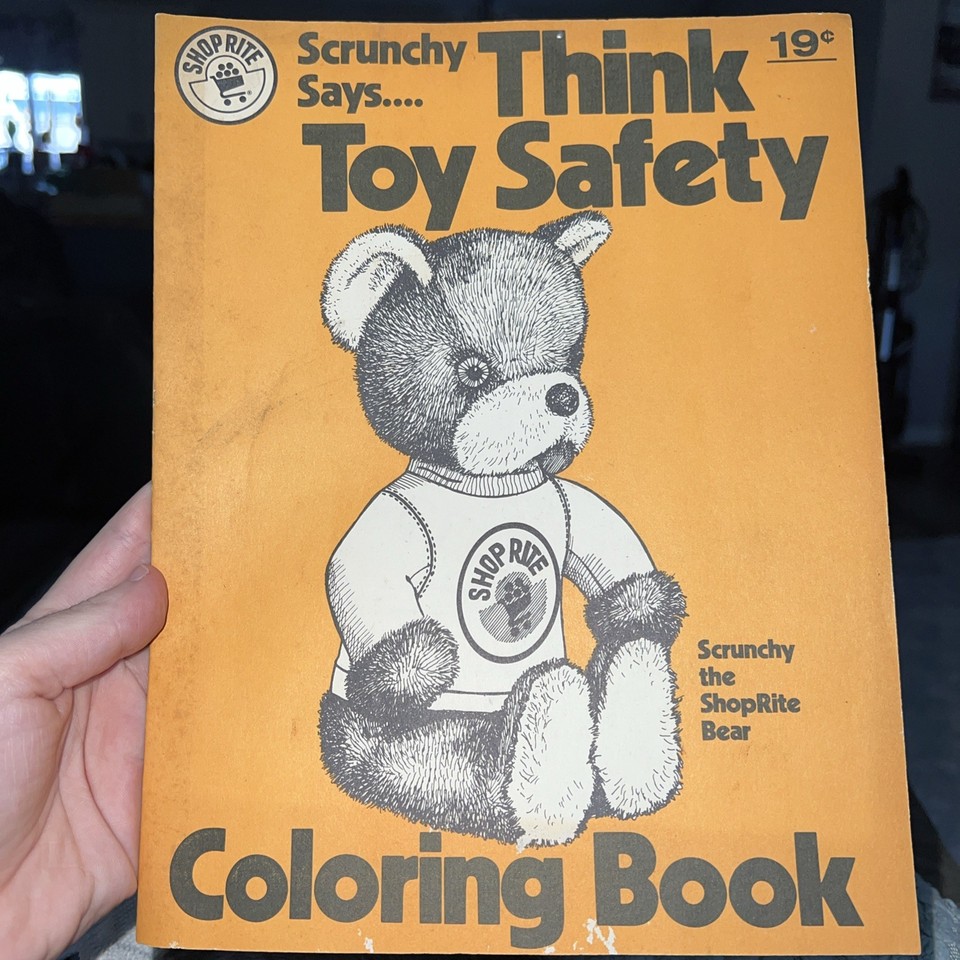 SHOP RITE
Scrunchy
Says....
Think
19¢
Toy Safety
SHOP RITE
Scrunchy
the
ShopRite
Bear
Coloring Book